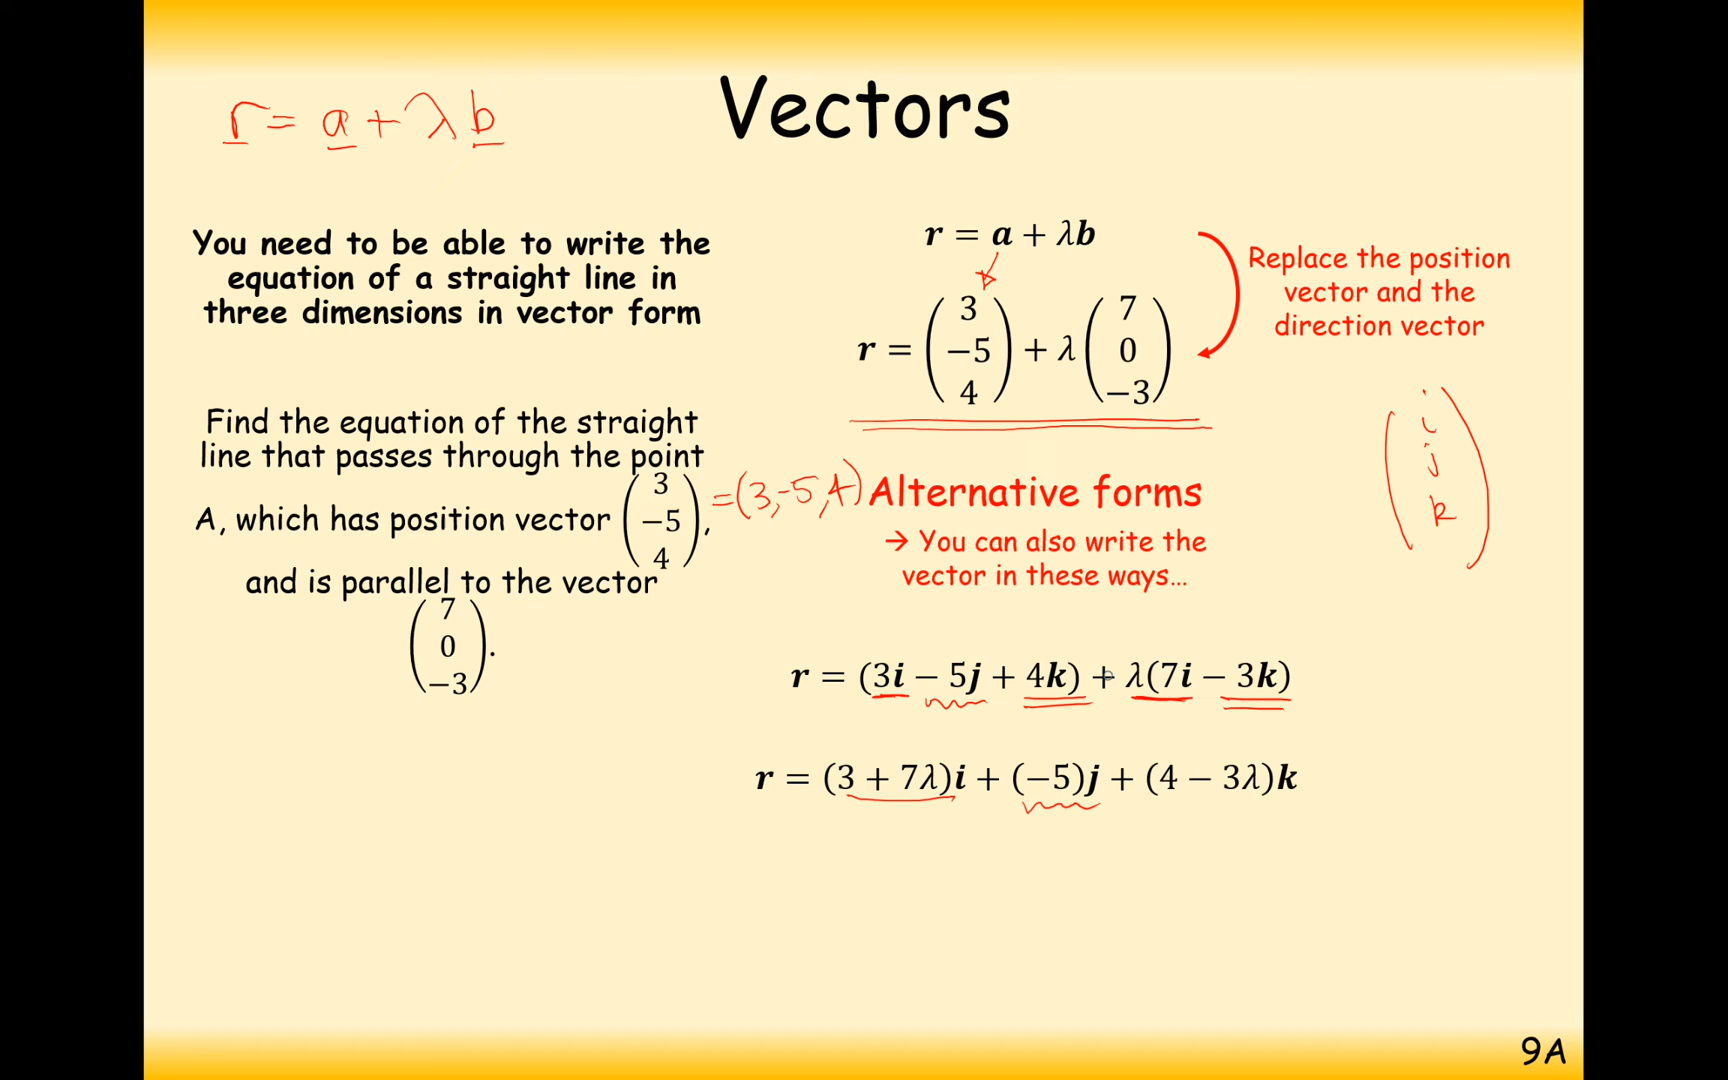 Vectors
r = a + λ b
You need to be able to write the
equation of a straight line in
three dimensions in vector form
Find the equation of the straight
line that passes through the point
A, which has position vector (3 −5 4), = (3, -5, 4)
and is parallel to the vector
(7 0 −3).
r = a + λb
r = (3 −5 4) + λ (7 0 −3)
Replace the position
vector and the
direction vector
(i j k)
Alternative forms
→ You can also write the
vector in these ways…
r = (3i − 5j + 4k) + λ(7i − 3k)
r = (3 + 7λ)i + (−5)j + (4 − 3λ)k
9A